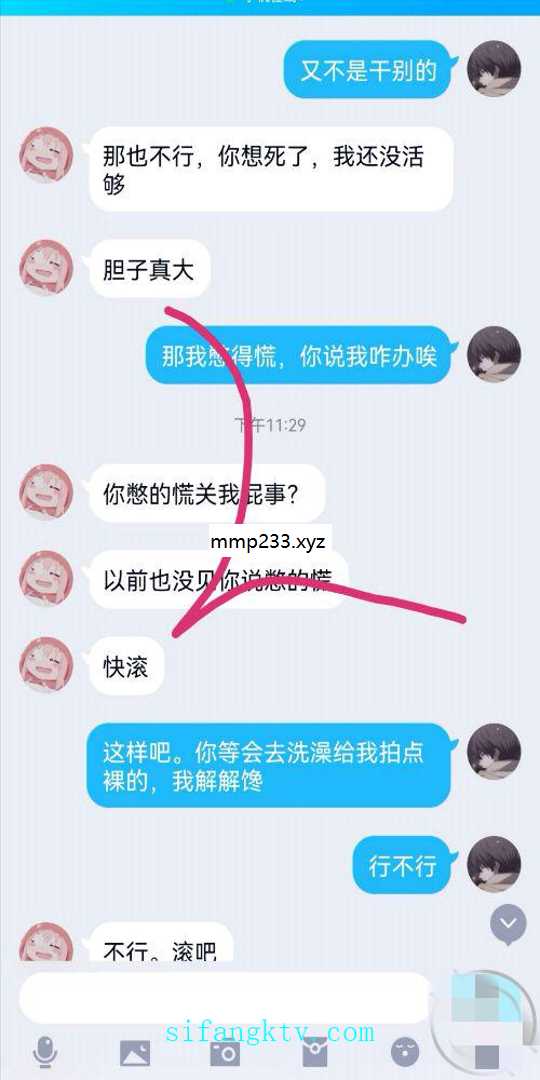 又不是干别的
那也不行，你想死了，我还没活
够
胆子真大
那我憋得慌，你说我咋办唉
下午11:29
你憋的慌关我屁事？
mmp233.xyz
以前也没见你说憋的慌
快滚
这样吧。你等会去洗澡给我拍点
裸的，我解解馋
行不行
不行。滚吧
sifangktv.com